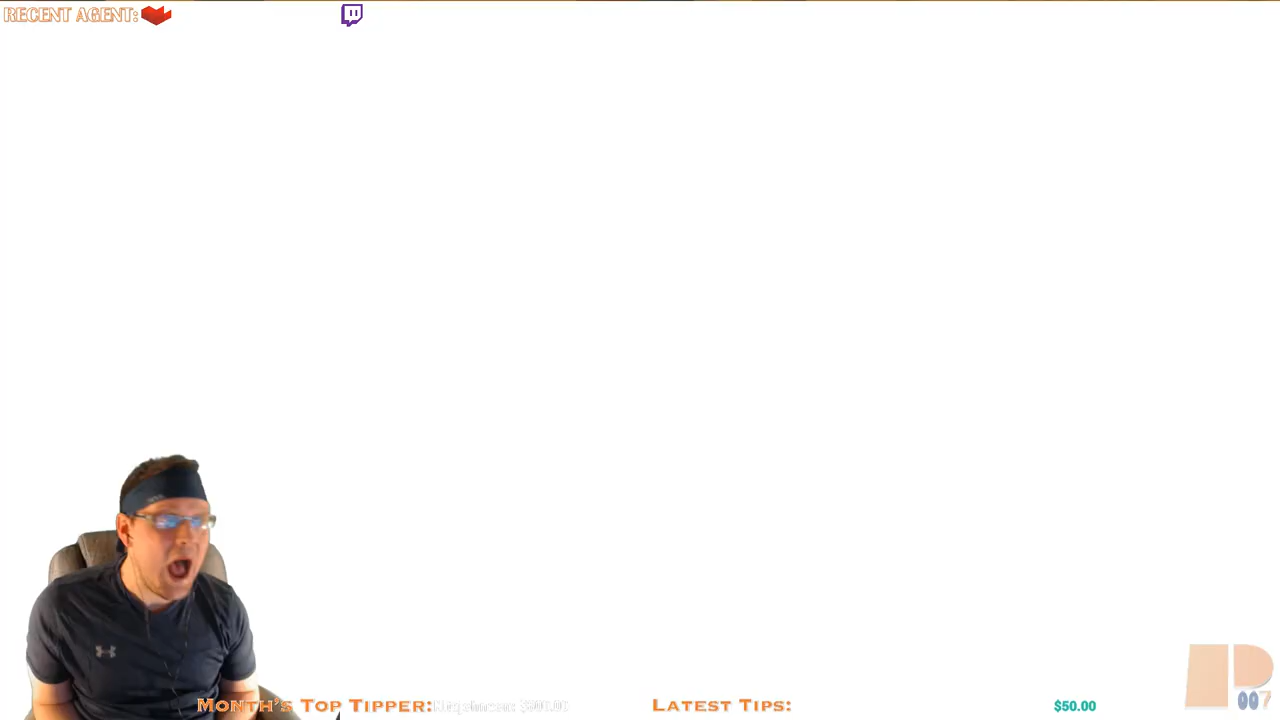 RECENT AGENT:
MONTH'S TOP TIPPER:
LATEST TIPS:
$50.00
P
007